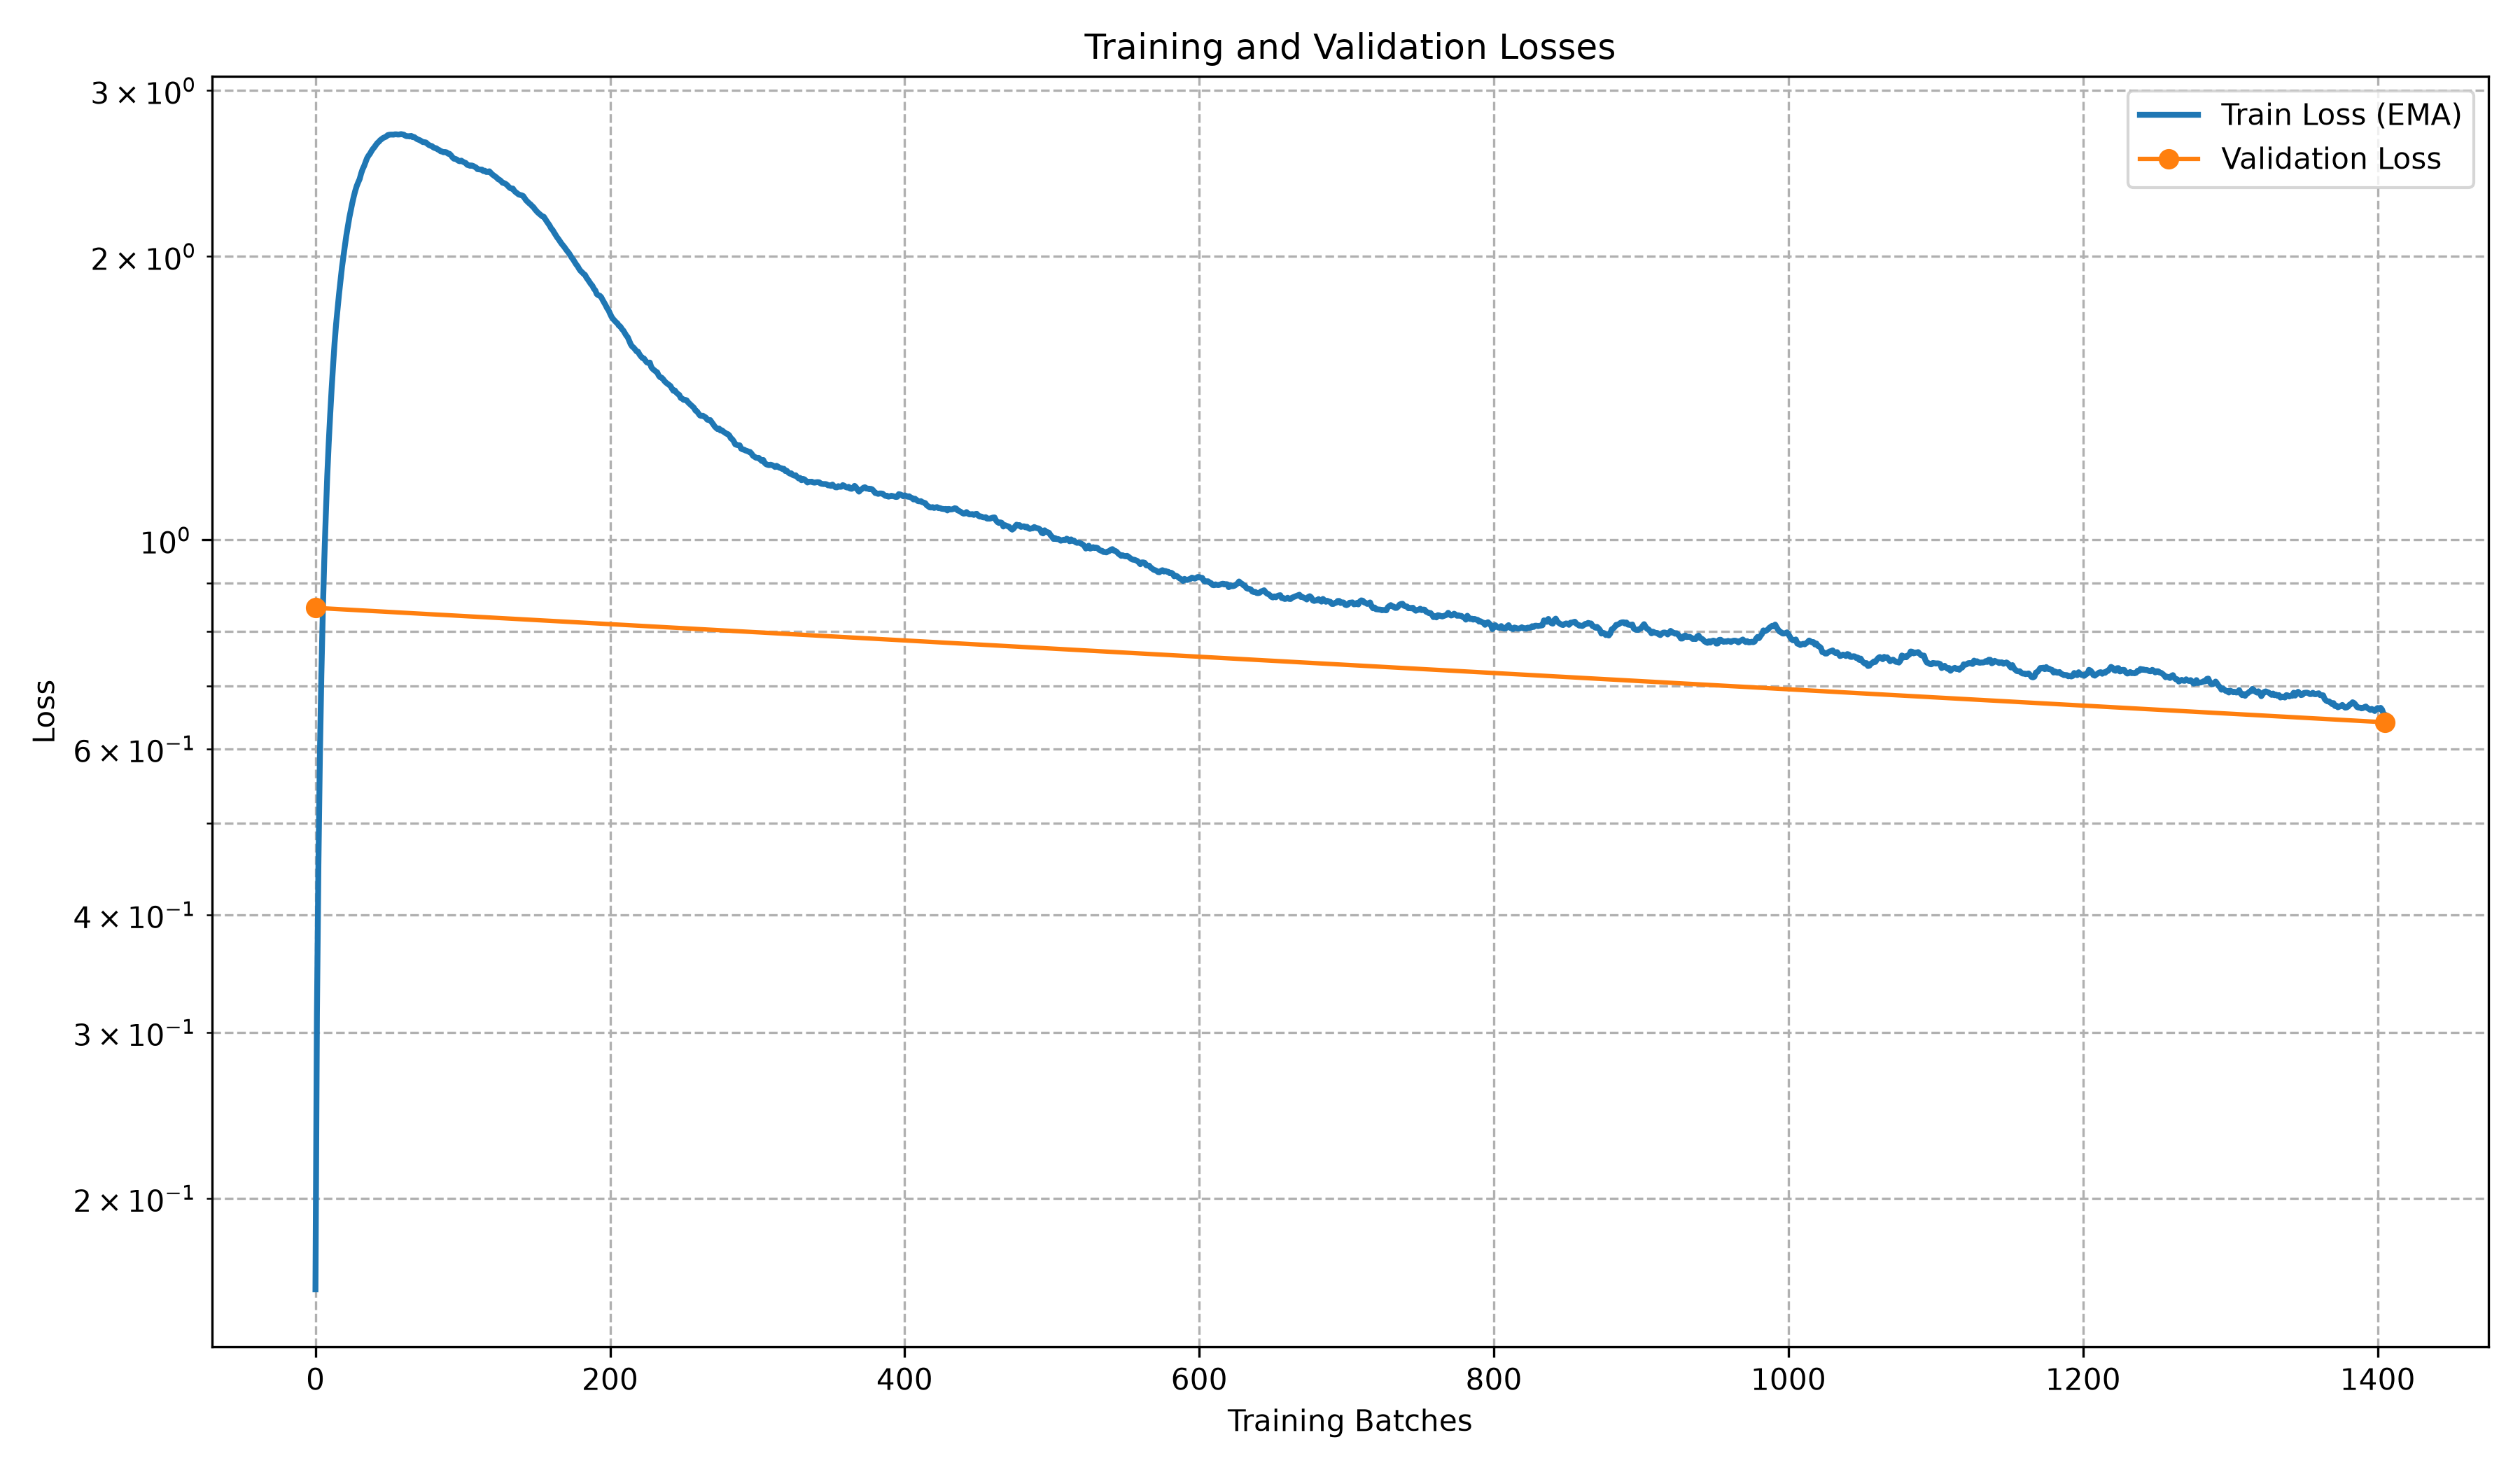 Training and Validation Losses
3 × 10⁰
2 × 10⁰
10⁰
6 × 10⁻¹
4 × 10⁻¹
3 × 10⁻¹
2 × 10⁻¹
Loss
Train Loss (EMA)
Validation Loss
0 200 400 600 800 1000 1200 1400
Training Batches